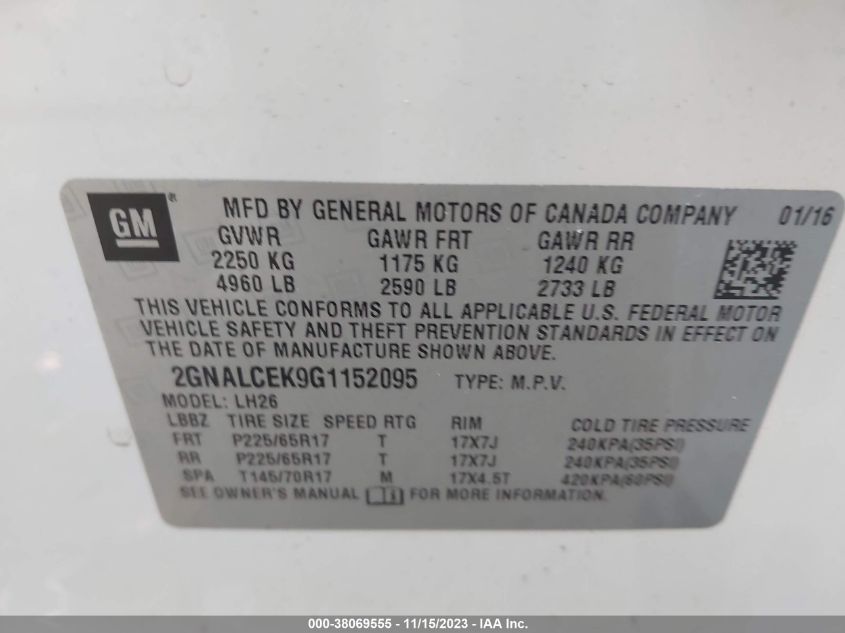 GM ®
MFD BY GENERAL MOTORS OF CANADA COMPANY 01/16
GVWR GAWR FRT GAWR RR
2250 KG 1175 KG 1240 KG
4960 LB 2590 LB 2733 LB
THIS VEHICLE CONFORMS TO ALL APPLICABLE U.S. FEDERAL MOTOR
VEHICLE SAFETY AND THEFT PREVENTION STANDARDS IN EFFECT ON
THE DATE OF MANUFACTURE SHOWN ABOVE.
2GNALCEK9G1152095 TYPE: M.P.V.
MODEL: LH26
LBBZ TIRE SIZE SPEED RTG RIM COLD TIRE PRESSURE
FRT P225/65R17 T 17X7J 240KPA(35PSI)
RR P225/65R17 T 17X7J 240KPA(35PSI)
SPA T145/70R17 M 17X4.5T 420KPA(60PSI)
SEE OWNER'S MANUAL FOR MORE INFORMATION.
000-38069555 - 11/15/2023 - IAA Inc.